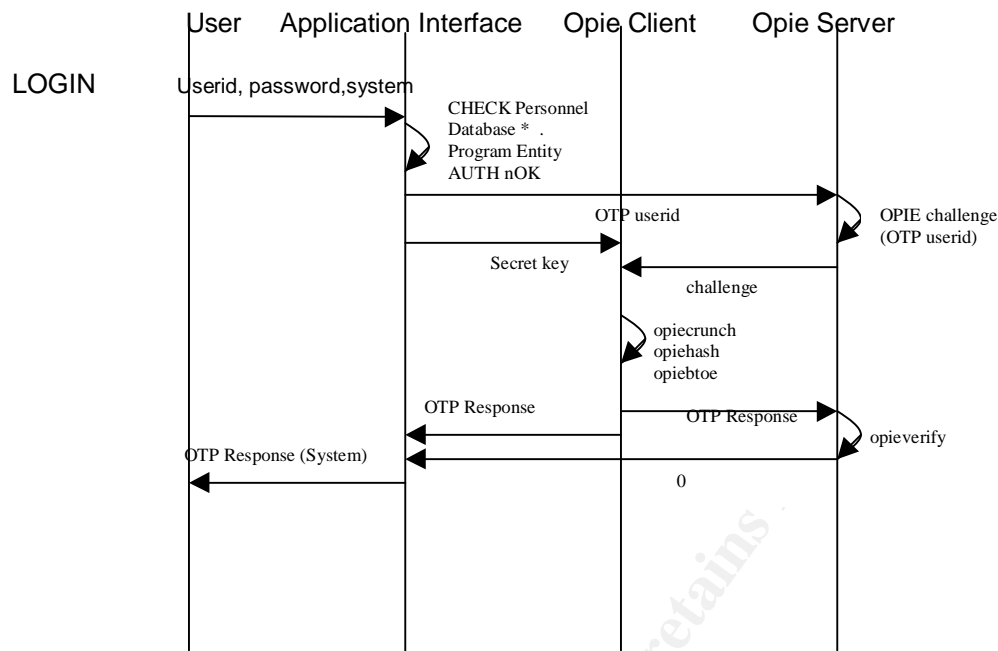 User Application Interface Opie Client Opie Server
LOGIN
Userid, password,system
CHECK Personnel
Database * .
Program Entity
AUTH nOK
OTP userid
OPIE challenge
(OTP userid)
Secret key
challenge
opiecrunch
opiehash
opiebtoe
OTP Response
OTP Response
opieverify
OTP Response (System)
0
retains